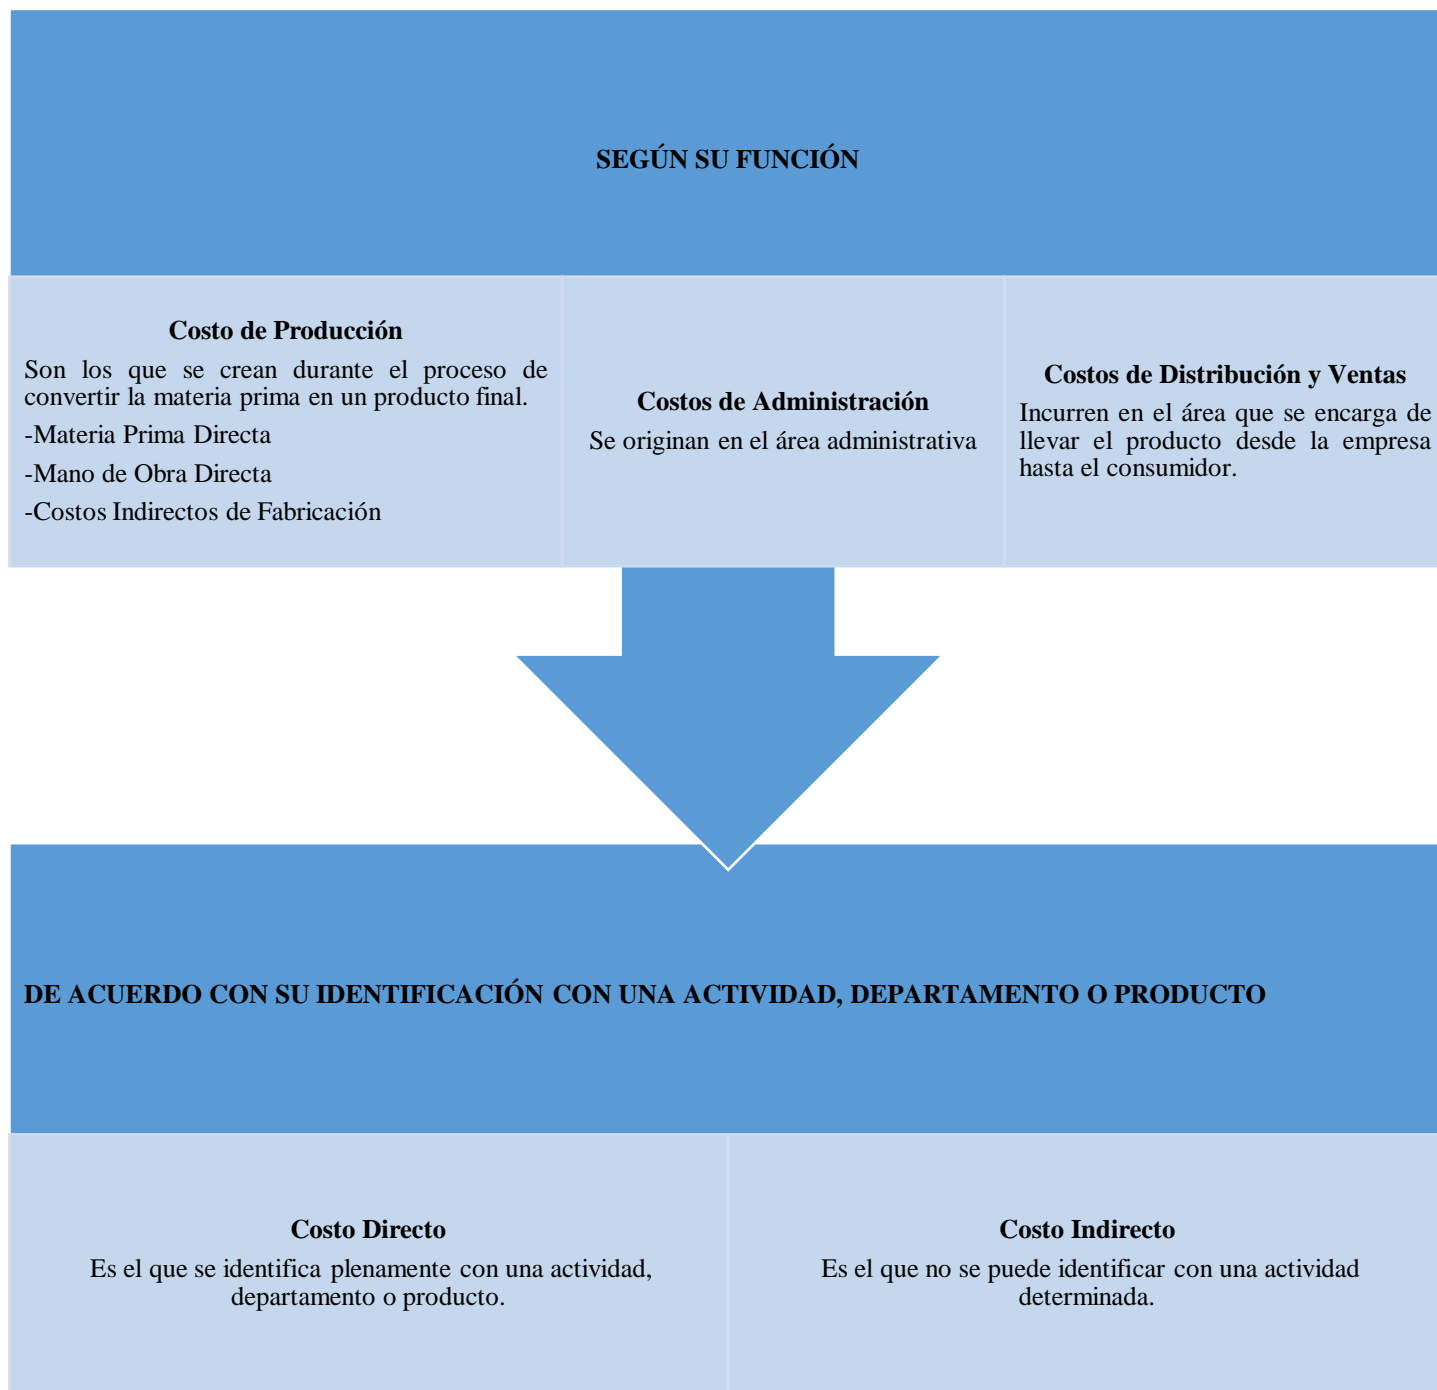 SEGÚN SU FUNCIÓN
Costo de Producción
Son los que se crean durante el proceso de
convertir la materia prima en un producto final.
-Materia Prima Directa
-Mano de Obra Directa
-Costos Indirectos de Fabricación
Costos de Administración
Se originan en el área administrativa
Costos de Distribución y Ventas
Incurren en el área que se encarga de
llevar el producto desde la empresa
hasta el consumidor.
DE ACUERDO CON SU IDENTIFICACIÓN CON UNA ACTIVIDAD, DEPARTAMENTO O PRODUCTO
Costo Directo
Es el que se identifica plenamente con una actividad,
departamento o producto.
Costo Indirecto
Es el que no se puede identificar con una actividad
determinada.